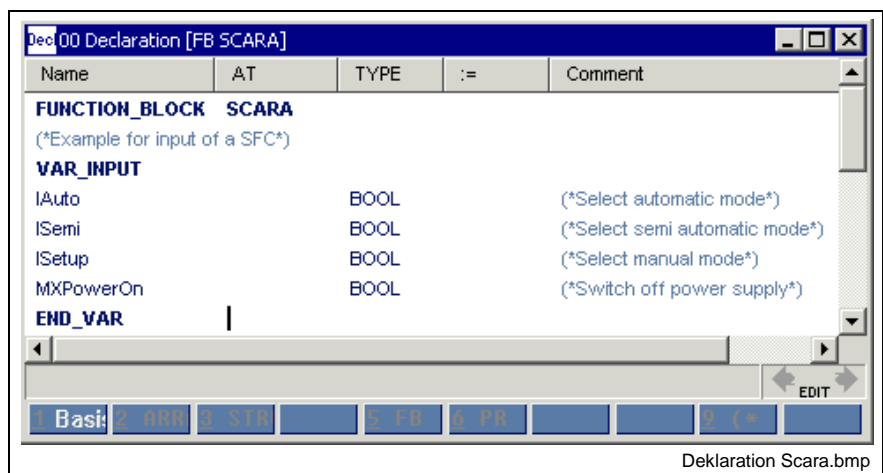 Decl 00 Declaration [FB SCARA]
Name AT TYPE := Comment
FUNCTION_BLOCK SCARA
(*Example for input of a SFC*)
VAR_INPUT
IAuto BOOL (*Select automatic mode*)
ISemi BOOL (*Select semi automatic mode*)
ISetup BOOL (*Select manual mode*)
MXPowerOn BOOL (*Switch off power supply*)
END_VAR
EDIT
1 Basis 2 ARR 3 STR 5 FB 6 PR 9 (*
Deklaration Scara.bmp